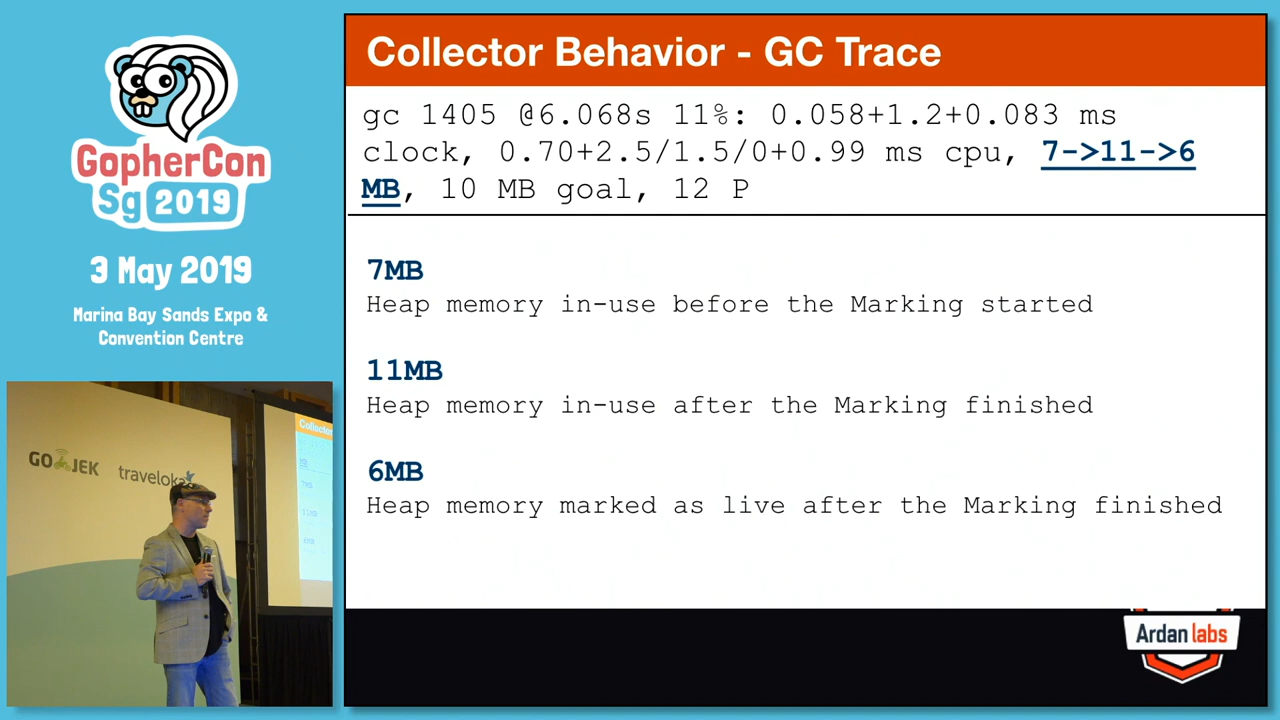 GopherCon
Sg 2019
3 May 2019
Marina Bay Sands Expo &
Convention Centre
GO JEK
traveloka
Collector Behavior - GC Trace
gc 1405 @6.068s 11%: 0.058+1.2+0.083 ms
clock, 0.70+2.5/1.5/0+0.99 ms cpu, 7->11->6
MB, 10 MB goal, 12 P
7MB
Heap memory in-use before the Marking started
11MB
Heap memory in-use after the Marking finished
6MB
Heap memory marked as live after the Marking finished
Ardan labs